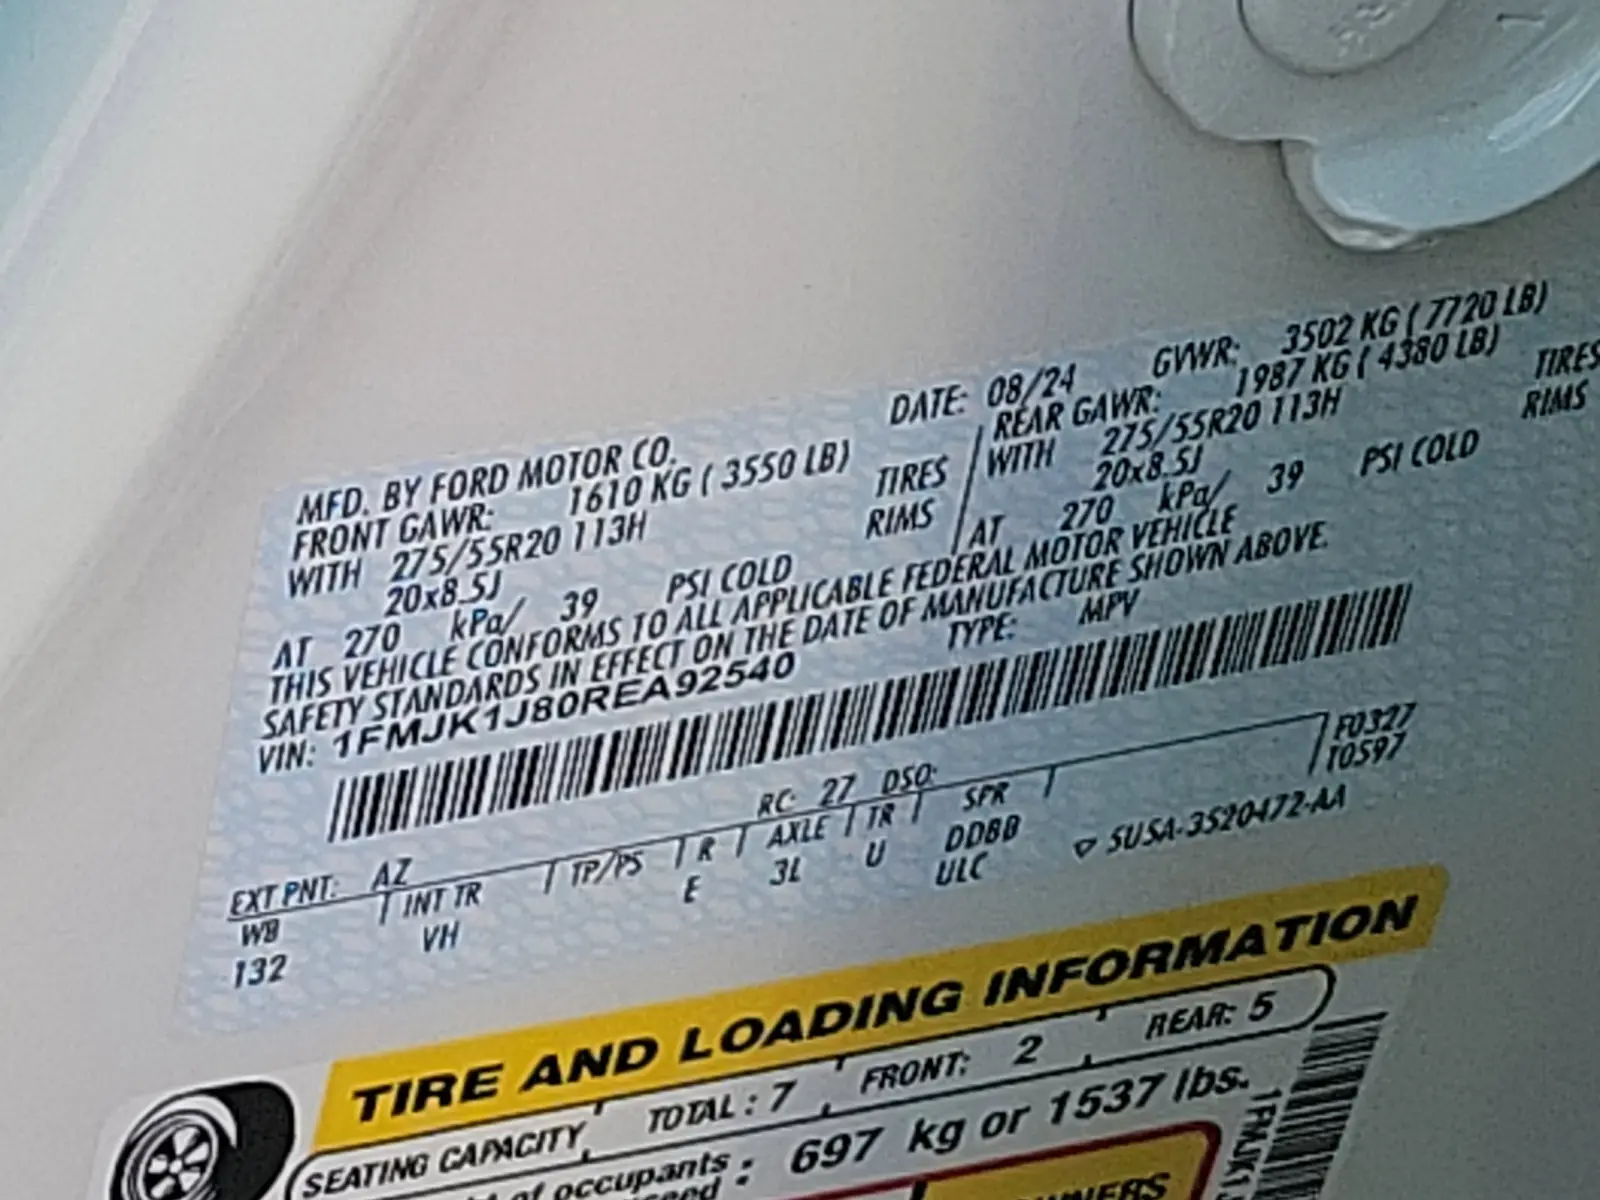 MFD. BY FORD MOTOR CO. DATE: 08/24 GVWR: 3502 KG ( 7720 LB)
FRONT GAWR: 1610 KG ( 3550 LB) REAR GAWR: 1987 KG ( 4380 LB)
WITH 275/55R20 113H TIRES WITH 275/55R20 113H TIRES
20x8.5J RIMS 20x8.5J RIMS
AT 270 kPa/ 39 PSI COLD AT 270 kPa/ 39 PSI COLD
THIS VEHICLE CONFORMS TO ALL APPLICABLE FEDERAL MOTOR VEHICLE
SAFETY STANDARDS IN EFFECT ON THE DATE OF MANUFACTURE SHOWN ABOVE.
VIN: 1FMJK1J80REA92540 TYPE: MPV
F0327
T0597
EXT PNT: AZ RC: 27 DSO:
WB INT TR TP/PS R AXLE TR SPR
132 VH E 3L U DDBB
ULC
5USA-3520472-AA
TIRE AND LOADING INFORMATION
SEATING CAPACITY TOTAL : 7 FRONT: 2 REAR: 5
of occupants : 697 kg or 1537 lbs.
1FMJK1